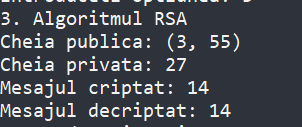 3. Algoritmul RSA
Cheia publica: (3, 55)
Cheia privata: 27
Mesajul criptat: 14
Mesajul decriptat: 14